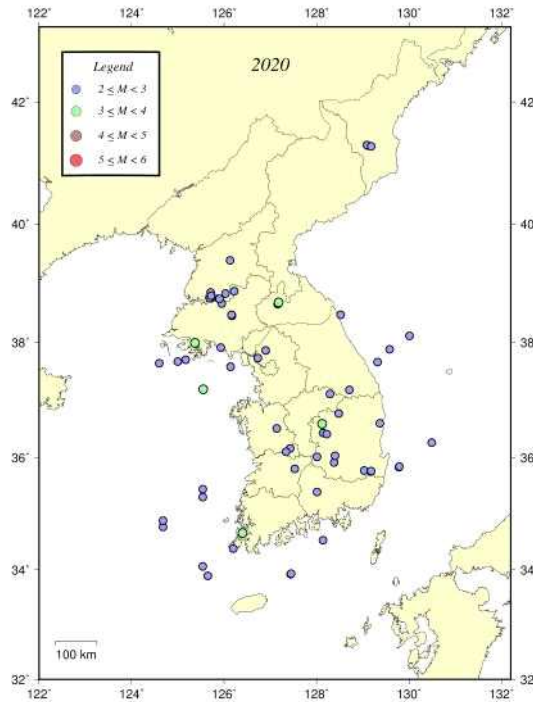 122° 124° 126° 128° 130° 132°
Legend
2 ≤ M < 3
3 ≤ M < 4
4 ≤ M < 5
5 ≤ M < 6
2020
42° 42°
40° 40°
38° 38°
36° 36°
34° 34°
100 km
32° 32°
122° 124° 126° 128° 130° 132°